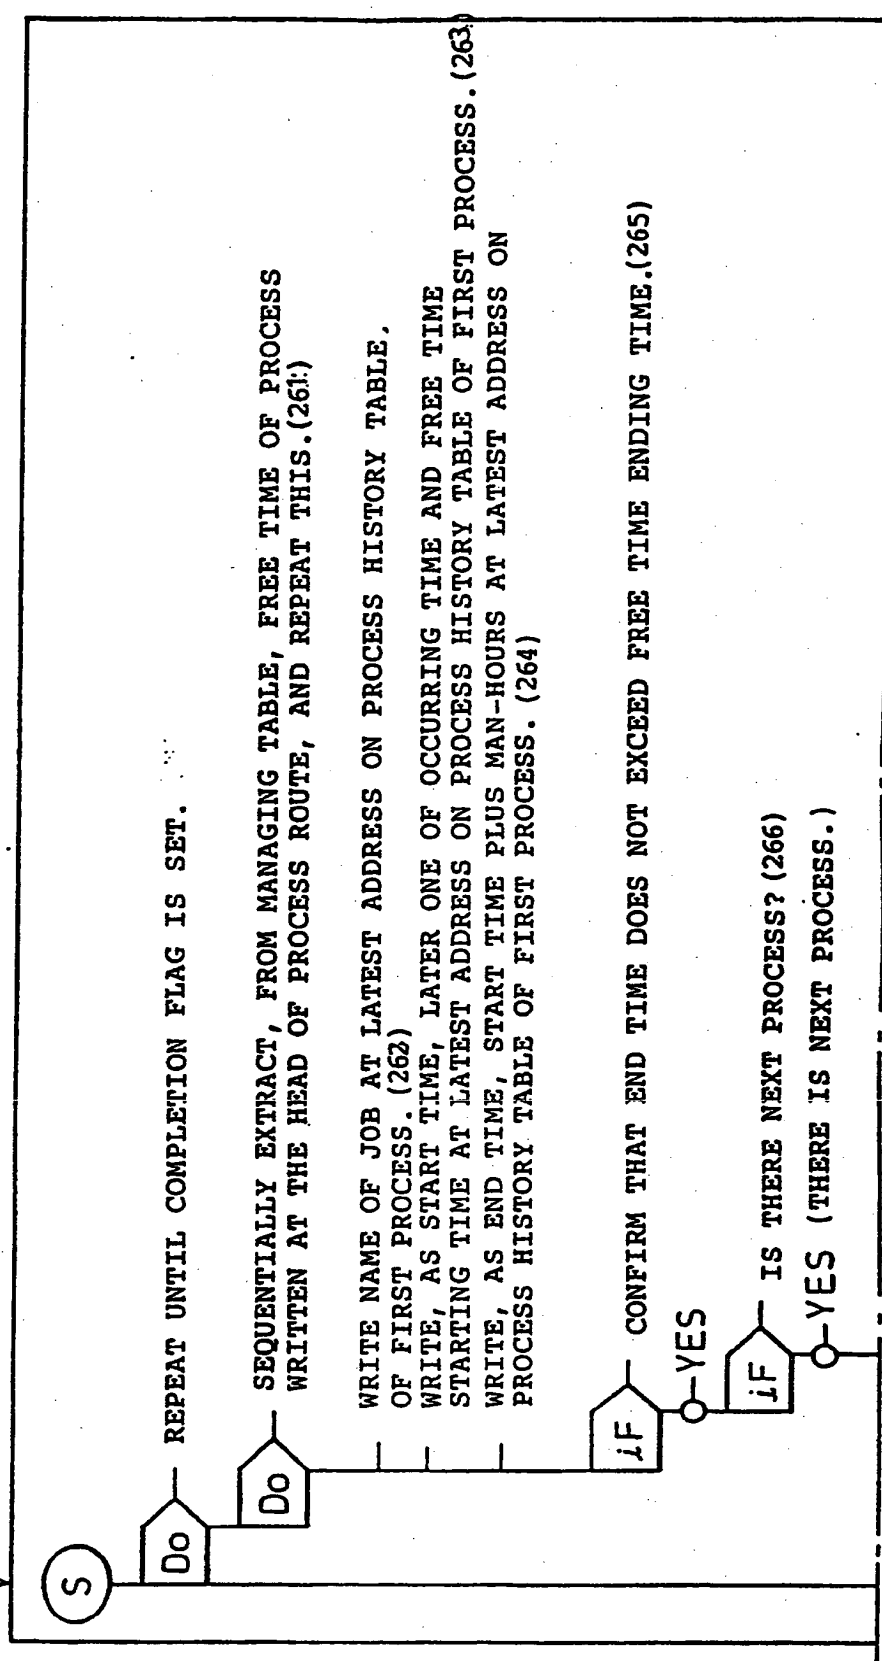 S
Do
REPEAT UNTIL COMPLETION FLAG IS SET.
Do
SEQUENTIALLY EXTRACT, FROM MANAGING TABLE, FREE TIME OF PROCESS
WRITTEN AT THE HEAD OF PROCESS ROUTE, AND REPEAT THIS.(261)
WRITE NAME OF JOB AT LATEST ADDRESS ON PROCESS HISTORY TABLE,
OF FIRST PROCESS.(262)
WRITE, AS START TIME, LATER ONE OF OCCURRING TIME AND FREE TIME
STARTING TIME AT LATEST ADDRESS ON PROCESS HISTORY TABLE OF FIRST PROCESS.(263)
WRITE, AS END TIME, START TIME PLUS MAN-HOURS AT LATEST ADDRESS ON
PROCESS HISTORY TABLE OF FIRST PROCESS.(264)
iF
CONFIRM THAT END TIME DOES NOT EXCEED FREE TIME ENDING TIME.(265)
YES
iF
IS THERE NEXT PROCESS?(266)
YES (THERE IS NEXT PROCESS.)